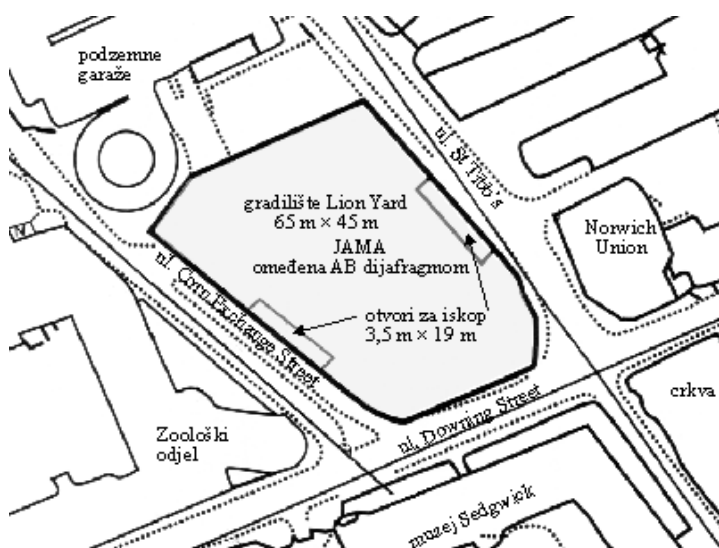 podzemne
garaže
ul. St Tibb's
gradilište Lion Yard
65 m × 45 m
JAMA
omeđena AB dijafragmom
Norwich
Union
ul. Corn Exchange Street
otvori za iskop
3,5 m × 19 m
crkva
ul. Downing Street
Zoološki
odjel
muzej Sedgwick